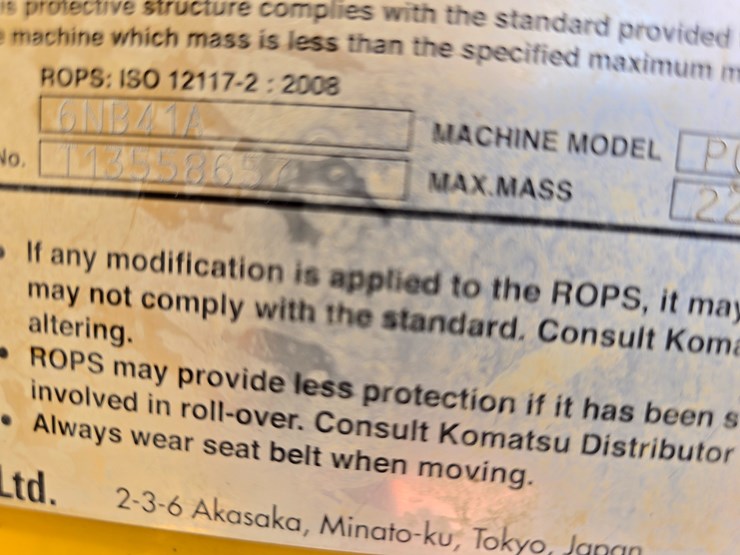 is protective structure complies with the standard provided
machine which mass is less than the specified maximum m
ROPS: ISO 12117-2 : 2008
6NB41A
MACHINE MODEL P
No.
MAX.MASS 22
• If any modification is applied to the ROPS, it may
may not comply with the standard. Consult Koma
altering.
• ROPS may provide less protection if it has been s
involved in roll-over. Consult Komatsu Distributor
• Always wear seat belt when moving.
Ltd.
2-3-6 Akasaka, Minato-ku, Tokyo, Japan